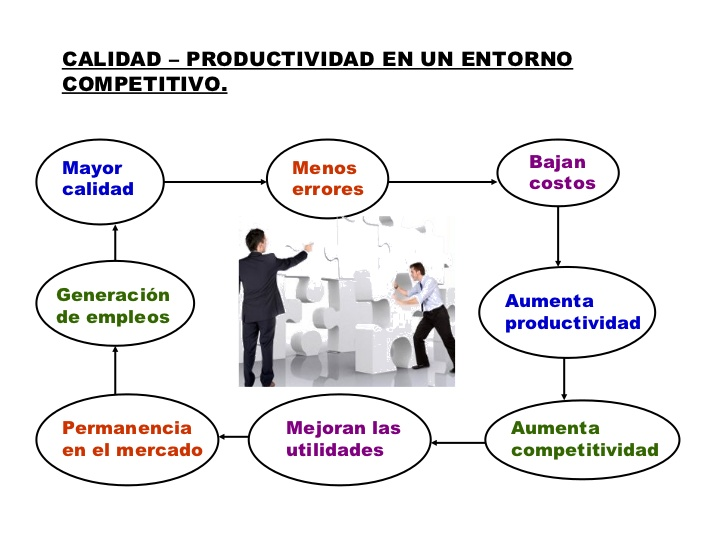 CALIDAD – PRODUCTIVIDAD EN UN ENTORNO
COMPETITIVO.
Mayor
calidad
Menos
errores
Bajan
costos
Generación
de empleos
Aumenta
productividad
Permanencia
en el mercado
Mejoran las
utilidades
Aumenta
competitividad